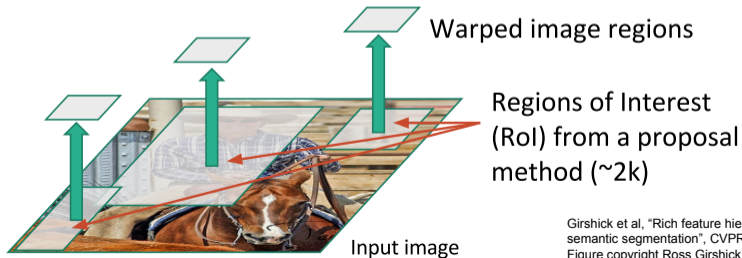 Warped image regions
Regions of Interest
(RoI) from a proposal
method (~2k)
Input image
Girshick et al, “Rich feature hie
semantic segmentation”, CVPR
Figure copyright Ross Girshick